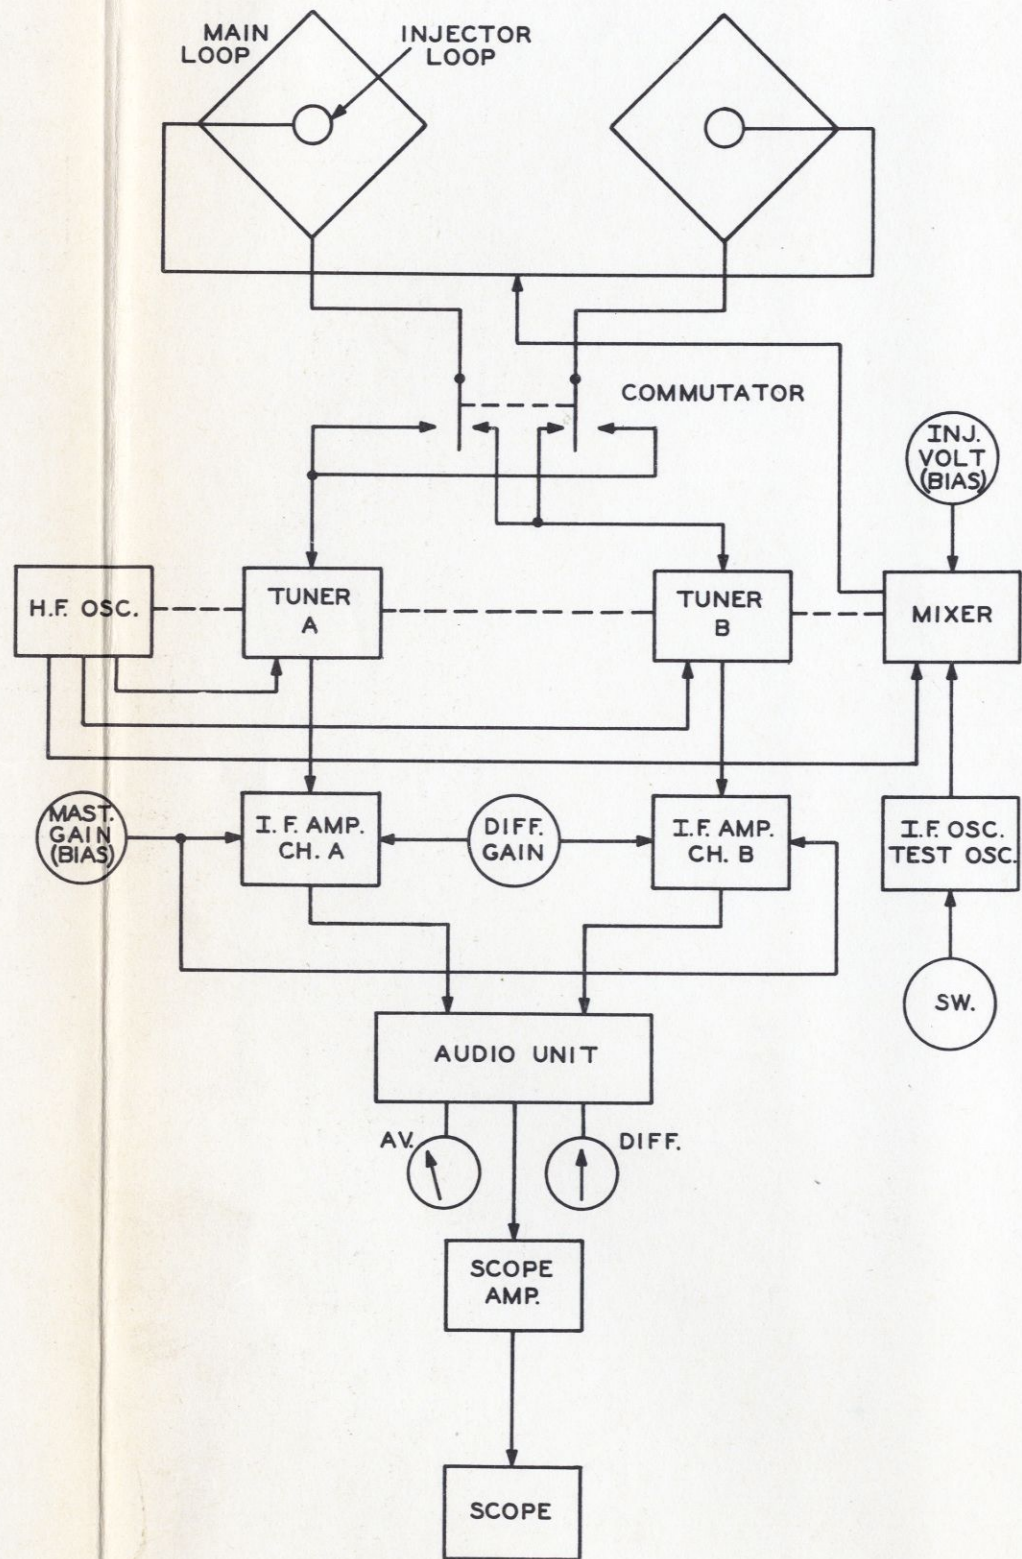 MAIN
LOOP
INJECTOR
LOOP
COMMUTATOR
INJ.
VOLT
(BIAS)
H.F. OSC.
TUNER
A
TUNER
B
MIXER
MAST.
GAIN
(BIAS)
I.F. AMP.
CH. A
DIFF.
GAIN
I.F. AMP.
CH. B
I.F. OSC.
TEST OSC.
SW.
AUDIO UNIT
AV.
DIFF.
SCOPE
AMP.
SCOPE